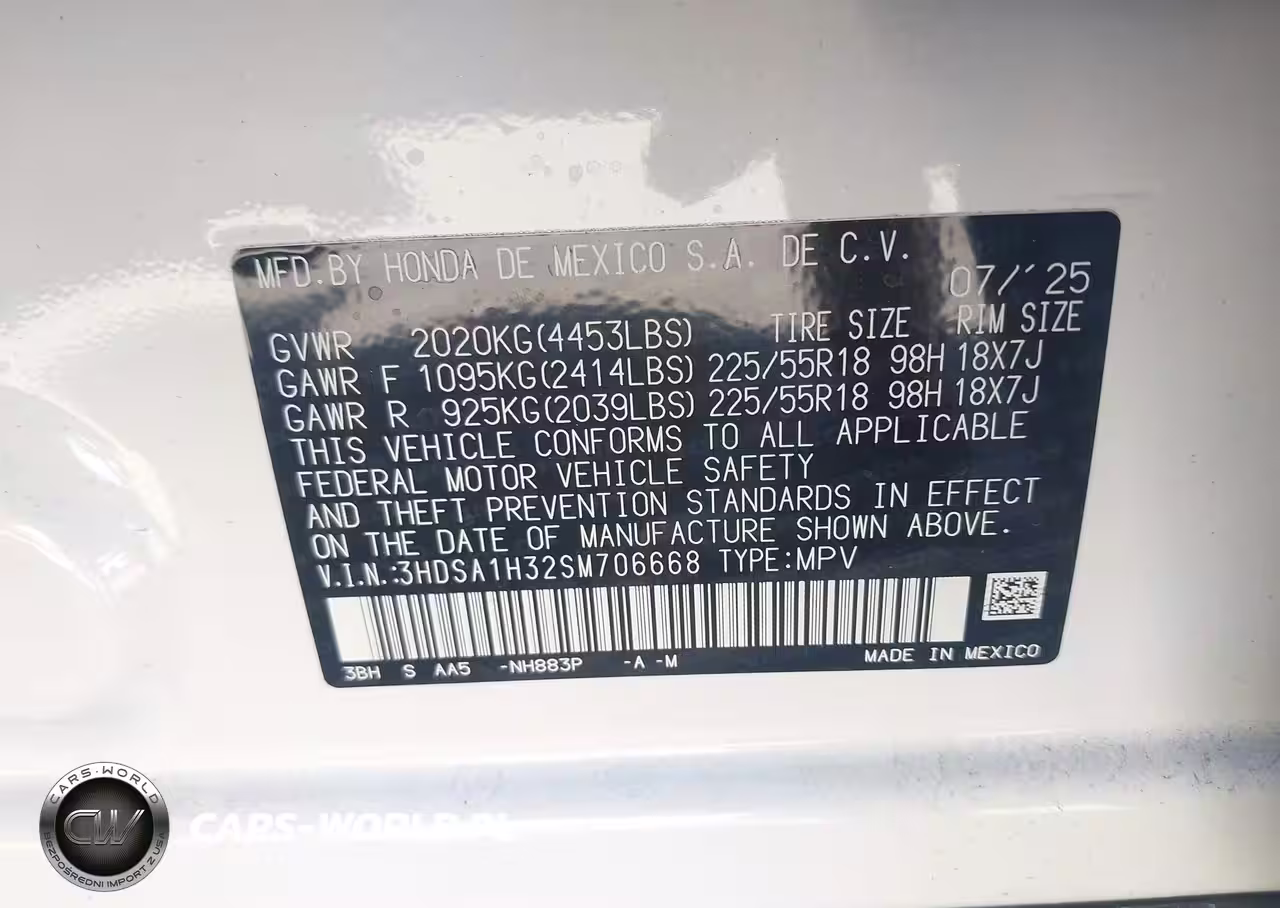 MFD.BY HONDA DE MEXICO S.A. DE C.V.
07/'25
GVWR 2020KG(4453LBS) TIRE SIZE RIM SIZE
GAWR F 1095KG(2414LBS) 225/55R18 98H 18X7J
GAWR R 925KG(2039LBS) 225/55R18 98H 18X7J
THIS VEHICLE CONFORMS TO ALL APPLICABLE
FEDERAL MOTOR VEHICLE SAFETY
AND THEFT PREVENTION STANDARDS IN EFFECT
ON THE DATE OF MANUFACTURE SHOWN ABOVE.
V.I.N.:3HDSA1H32SM706668 TYPE:MPV
3BH S AA5 -NH883P -A -M MADE IN MEXICO
CARS-WORLD
CW
BEZPOŚREDNI IMPORT Z USA
CARS-WORLD.PL